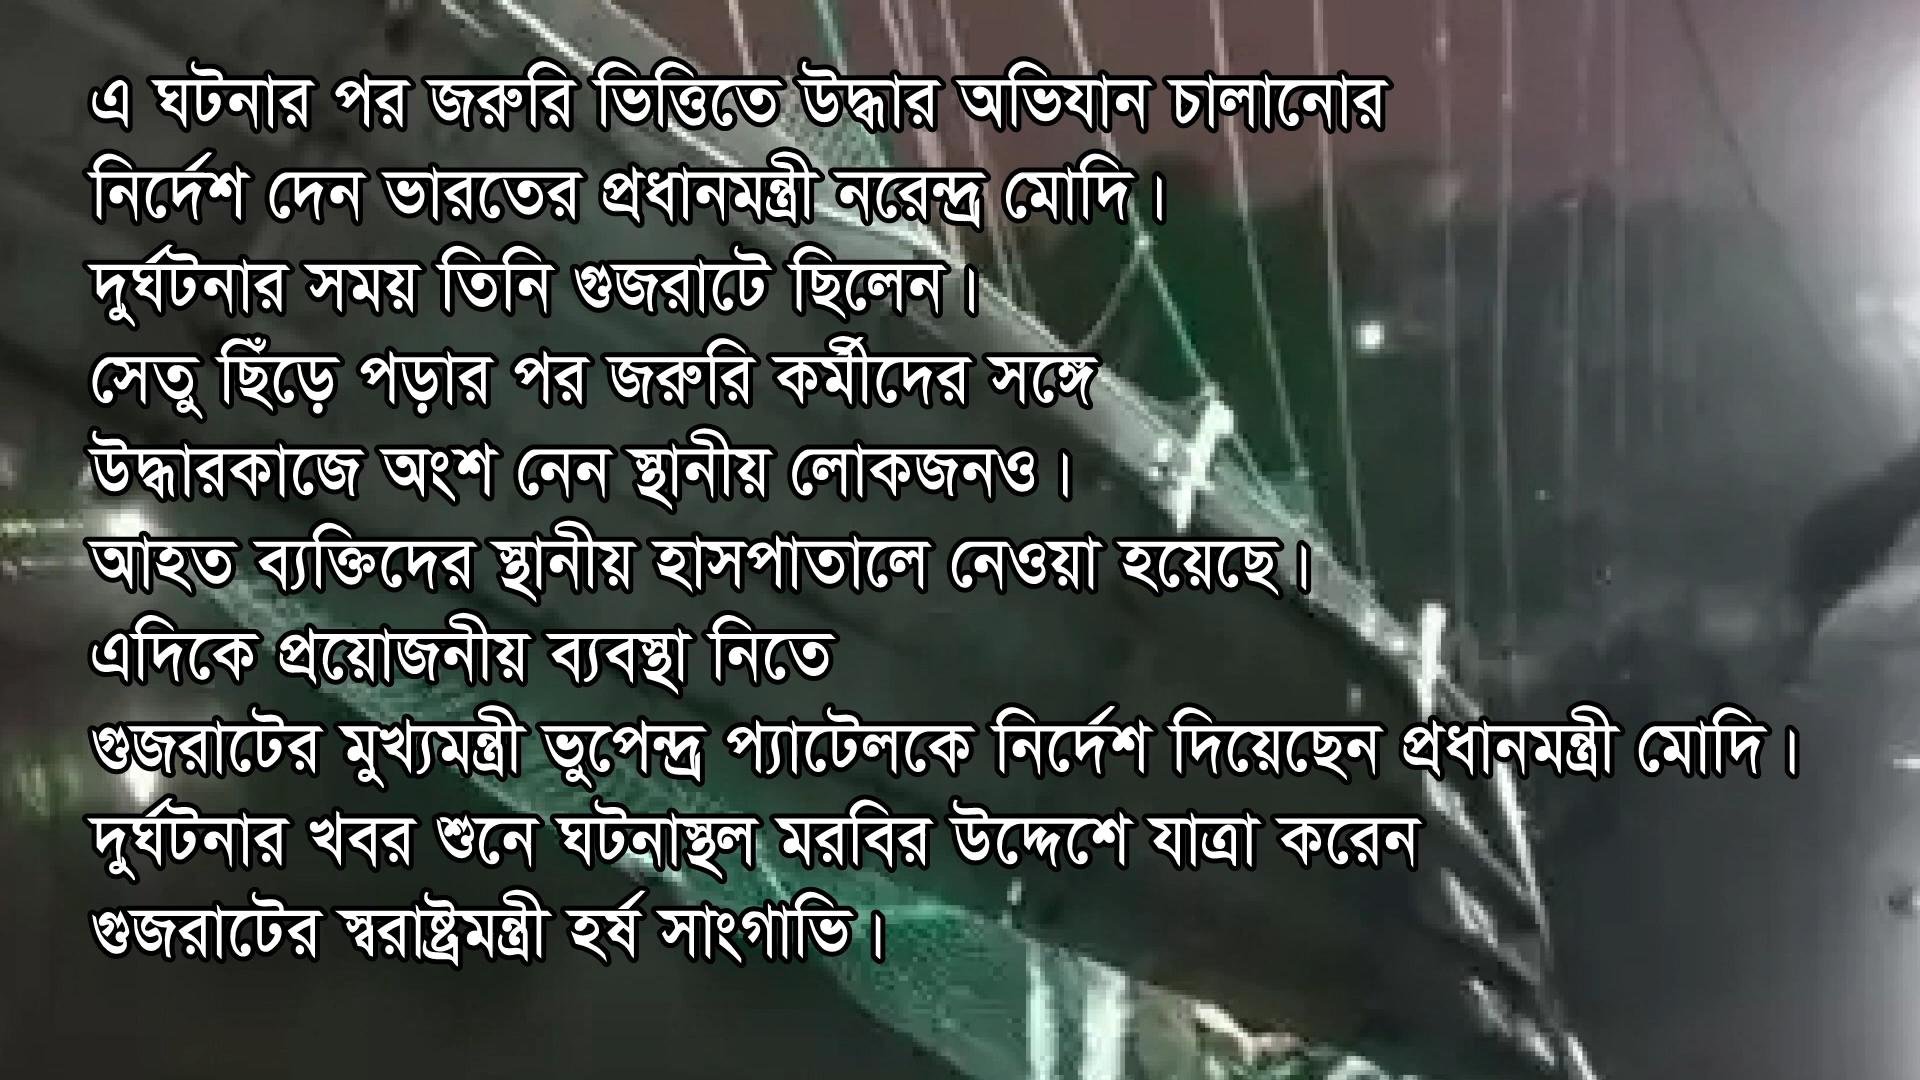 এ ঘটনার পর জরুরি ভিত্তিতে উদ্ধার অভিযান চালানোর
নির্দেশ দেন ভারতের প্রধানমন্ত্রী নরেন্দ্র মোদি।
দুর্ঘটনার সময় তিনি গুজরাটে ছিলেন।
সেতু ছিঁড়ে পড়ার পর জরুরি কর্মীদের সঙ্গে
উদ্ধারকাজে অংশ নেন স্থানীয় লোকজনও।
আহত ব্যক্তিদের স্থানীয় হাসপাতালে নেওয়া হয়েছে।
এদিকে প্রয়োজনীয় ব্যবস্থা নিতে
গুজরাটের মুখ্যমন্ত্রী ভুপেন্দ্র প্যাটেলকে নির্দেশ দিয়েছেন প্রধানমন্ত্রী মোদি।
দুর্ঘটনার খবর শুনে ঘটনাস্থল মরবির উদ্দেশে যাত্রা করেন
গুজরাটের স্বরাষ্ট্রমন্ত্রী হর্ষ সাংগাভি।